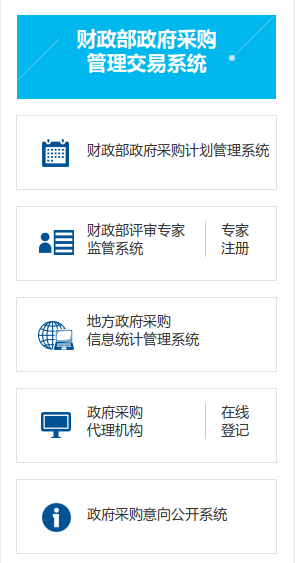 财政部政府采购
管理交易系统
财政部政府采购计划管理系统
财政部评审专家
监管系统
专家
注册
地方政府采购
信息统计管理系统
政府采购
代理机构
在线
登记
政府采购意向公开系统